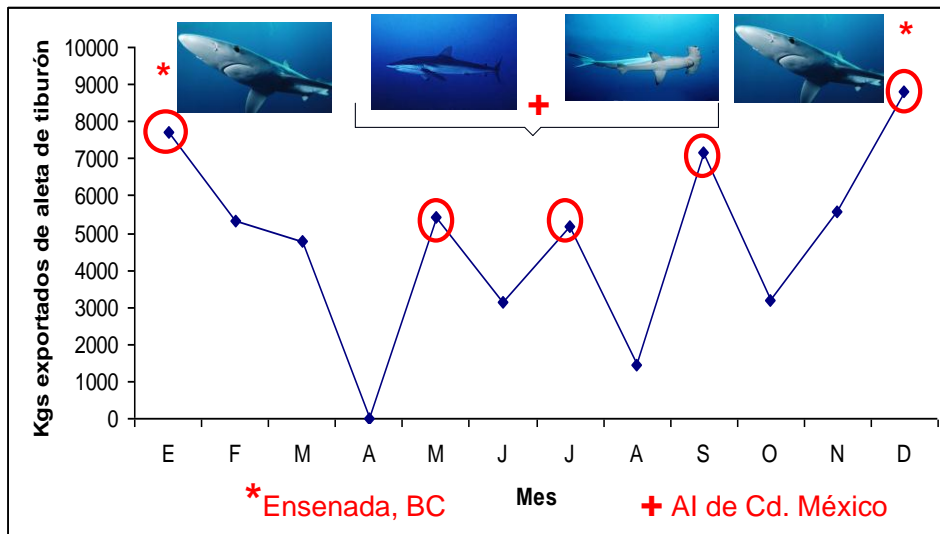 Kgs exportados de aleta de tiburón
10000
9000
8000
7000
6000
5000
4000
3000
2000
1000
0
*
+
*
E F M A M J J A S O N D
Mes
*Ensenada, BC
+ AI de Cd. México